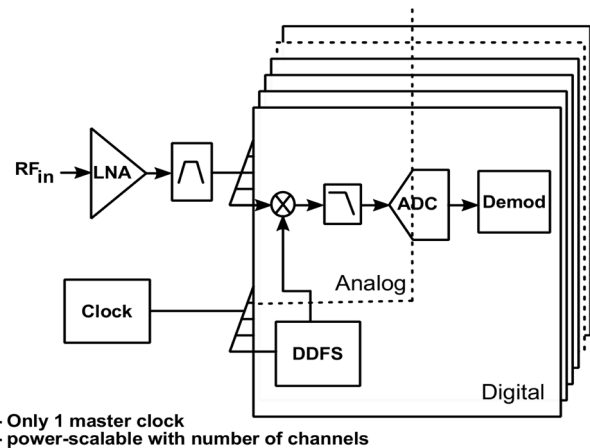 RFin
LNA
ADC
Demod
Analog
Clock
DDFS
Digital
- Only 1 master clock
- power-scalable with number of channels